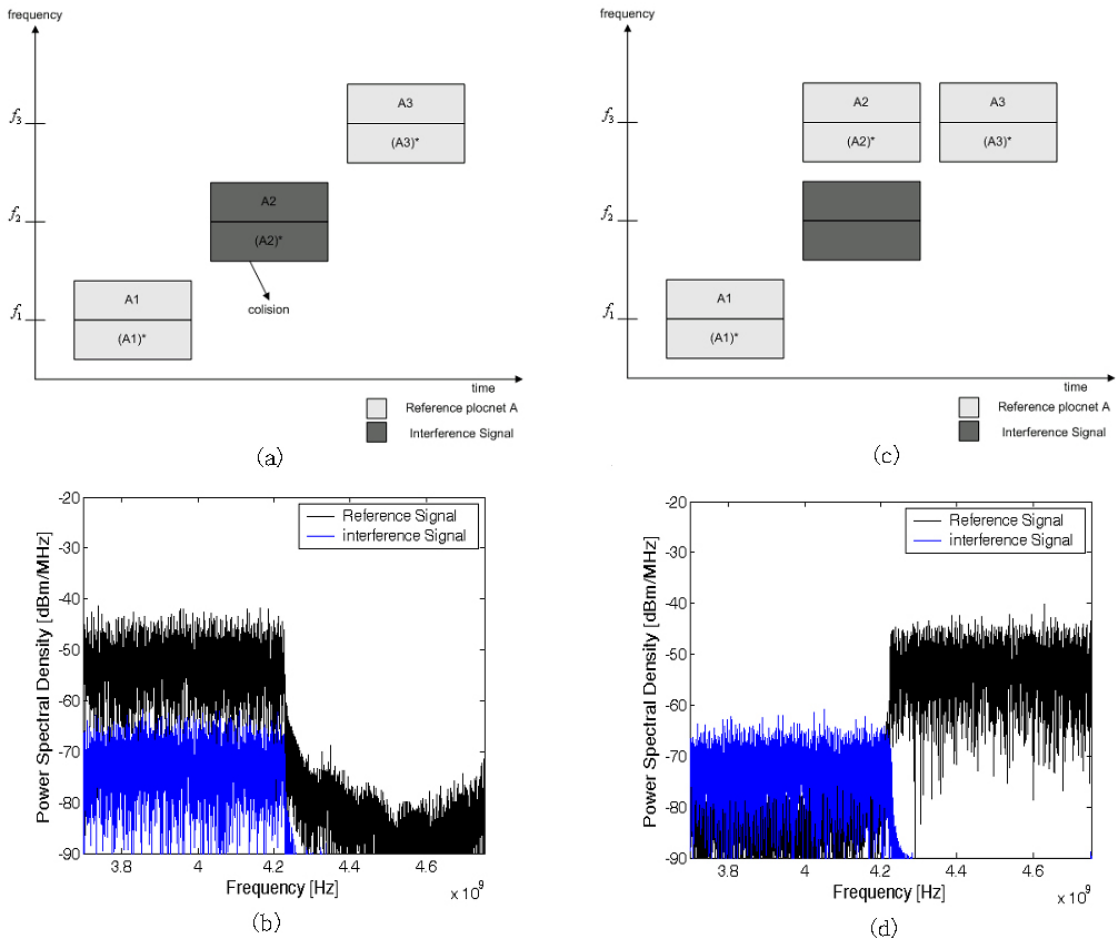 frequency
f3
f2
f1
A3
(A3)*
A2
(A2)*
A1
(A1)*
colision
time
Reference plocnet A
Interference Signal
(a)
frequency
f3
f2
f1
A2
(A2)*
A3
(A3)*
A1
(A1)*
time
Reference plocnet A
Interference Signal
(c)
Power Spectral Density [dBm/MHz]
-20
-30
-40
-50
-60
-70
-80
-90
Reference Signal
interference Signal
3.8
4
4.2
4.4
4.6
Frequency [Hz]
x 10^9
(b)
Power Spectral Density [dBm/MHz]
-20
-30
-40
-50
-60
-70
-80
-90
Reference Signal
interference Signal
3.8
4
4.2
4.4
4.6
Frequency [Hz]
x 10^9
(d)